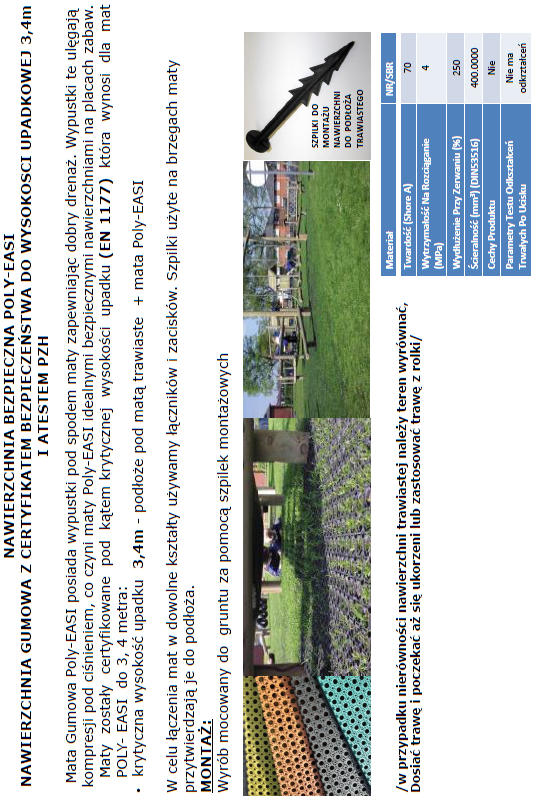 NAWIERZCHNIA BEZPIECZNA POLY-EASI
NAWIERZCHNIA GUMOWA Z CERTYFIKATEM BEZPIECZEŃSTWA DO WYSOKOSCI UPADKOWEJ 3,4m
I ATESTEM PZH
Mata Gumowa Poly-EASI posiada wypustki pod spodem maty zapewniając dobry drenaż. Wypustki te ulęgają
kompresji pod ciśnieniem, co czyni maty Poly-EASI idealnymi bezpiecznymi nawierzchniami na placach zabaw.
Maty zostały certyfikowane pod kątem krytycznej wysokości upadku (EN 1177) która wynosi dla mat
POLY- EASI do 3, 4 metra:
• krytyczna wysokość upadku 3,4m - podłoże pod matą trawiaste + mata Poly-EASI
W celu łączenia mat w dowolne kształty używamy łączników i zacisków. Szpilki użyte na brzegach maty
przytwierdzają je do podłoża.
MONTAŻ:
Wyrób mocowany do gruntu za pomocą szpilek montażowych
SZPILKI DO
MONTAŻU
NAWIERZCHNI
DO PODŁOŻA
TRAWIASTEGO
/w przypadku nierówności nawierzchni trawiastej należy teren wyrównać,
Dosiać trawę i poczekać aż się ukorzeni lub zastosować trawę z rolki/
Materiał NR/SBR
Twardość (Shore A) 70
Wytrzymałość Na Rozciąganie
(MPa) 4
Wydłużenie Przy Zerwaniu (%) 250
Ścieralność (mm³) (DIN53516) 400.0000
Cechy Produktu Nie
Parametry Testu Odkształceń
Trwałych Po Ucisku Nie ma
odkrztałceń